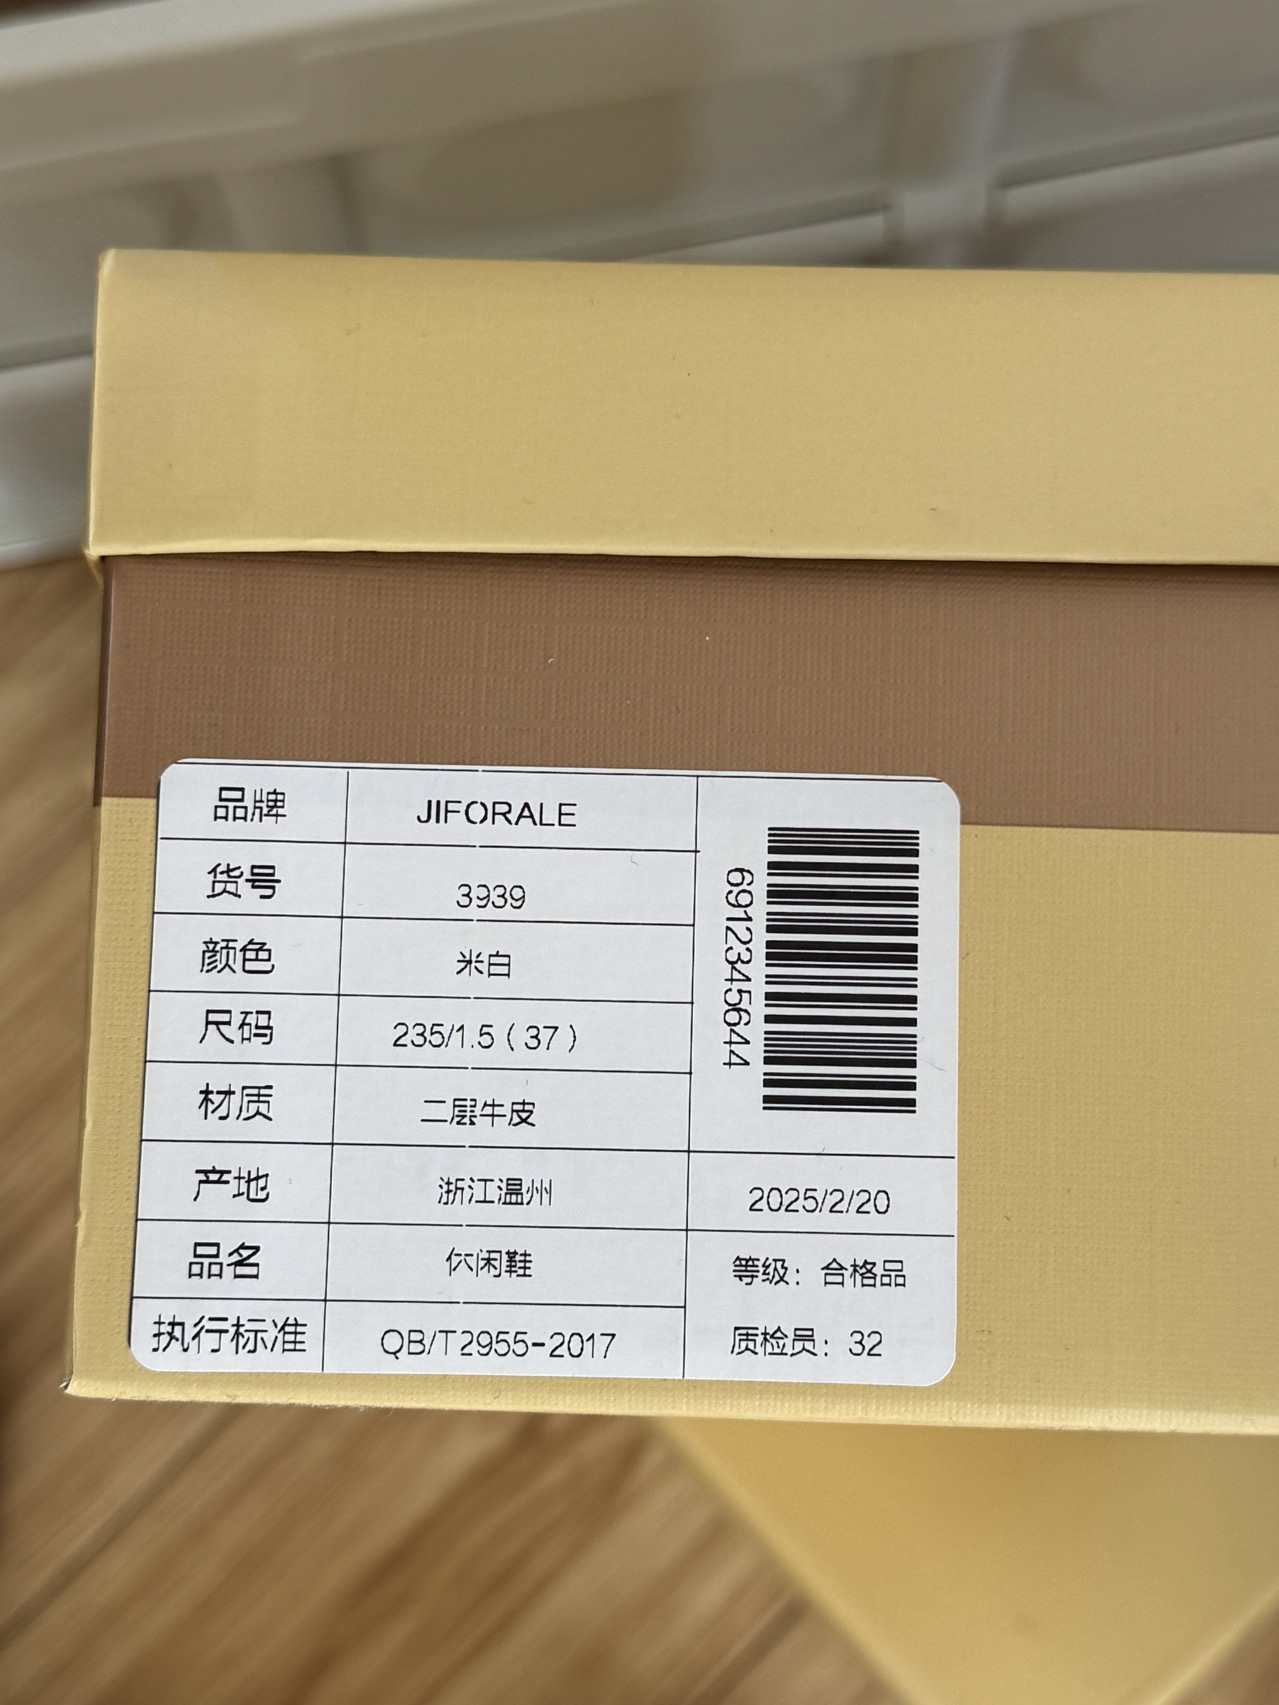 品牌 JIFORALE
货号 3939
颜色 米白
尺码 235/1.5（37）
材质 二层牛皮
产地 浙江温州
品名 休闲鞋
执行标准 QB/T2955-2017
6912345644
2025/2/20
等级：合格品
质检员：32